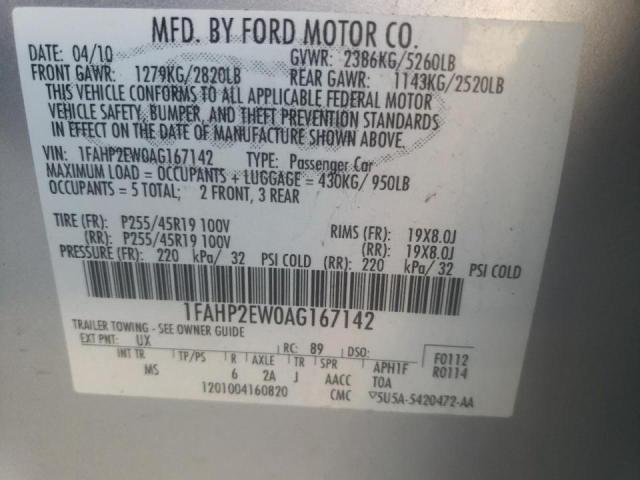 MFD. BY FORD MOTOR CO.
DATE: 04/10 GVWR: 2386KG/5260LB
FRONT GAWR: 1279KG/2820LB REAR GAWR: 1143KG/2520LB
THIS VEHICLE CONFORMS TO ALL APPLICABLE FEDERAL MOTOR
VEHICLE SAFETY, BUMPER, AND THEFT PREVENTION STANDARDS
IN EFFECT ON THE DATE OF MANUFACTURE SHOWN ABOVE.
VIN: 1FAHP2EW0AG167142 TYPE: Passenger Car
MAXIMUM LOAD = OCCUPANTS + LUGGAGE = 430KG/ 950LB
OCCUPANTS = 5 TOTAL; 2 FRONT, 3 REAR
TIRE (FR): P255/45R19 100V RIMS (FR): 19X8.0J
(RR): P255/45R19 100V (RR): 19X8.0J
PRESSURE (FR): 220 kPa/ 32 PSI COLD (RR): 220 kPa/ 32 PSI COLD
1FAHP2EW0AG167142
TRAILER TOWING - SEE OWNER GUIDE
EXT PNT: UX RC: 89 DSO: F0112
INT TR TP/PS R AXLE TR SPR APH1F R0114
MS 6 2A J AACC TOA
1201004160820 CMC ▽5U5A-5420472-AA